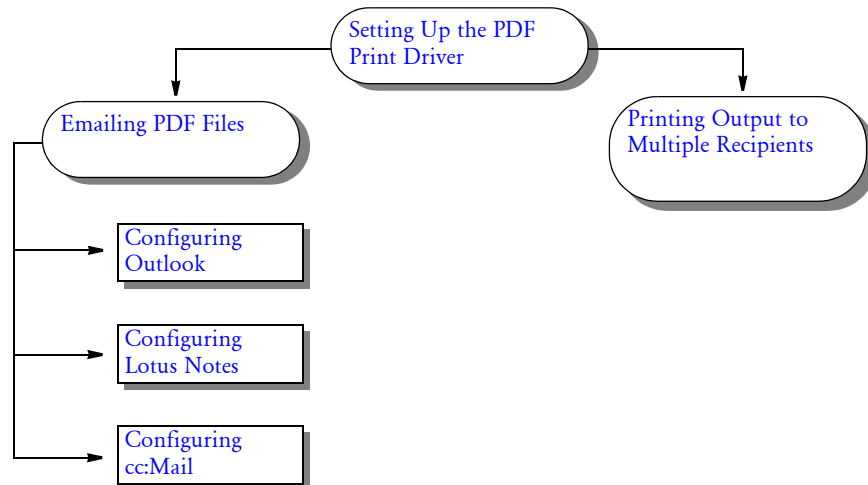 Setting Up the PDF
Print Driver
Emailing PDF Files
Printing Output to
Multiple Recipients
Configuring
Outlook
Configuring
Lotus Notes
Configuring
cc:Mail